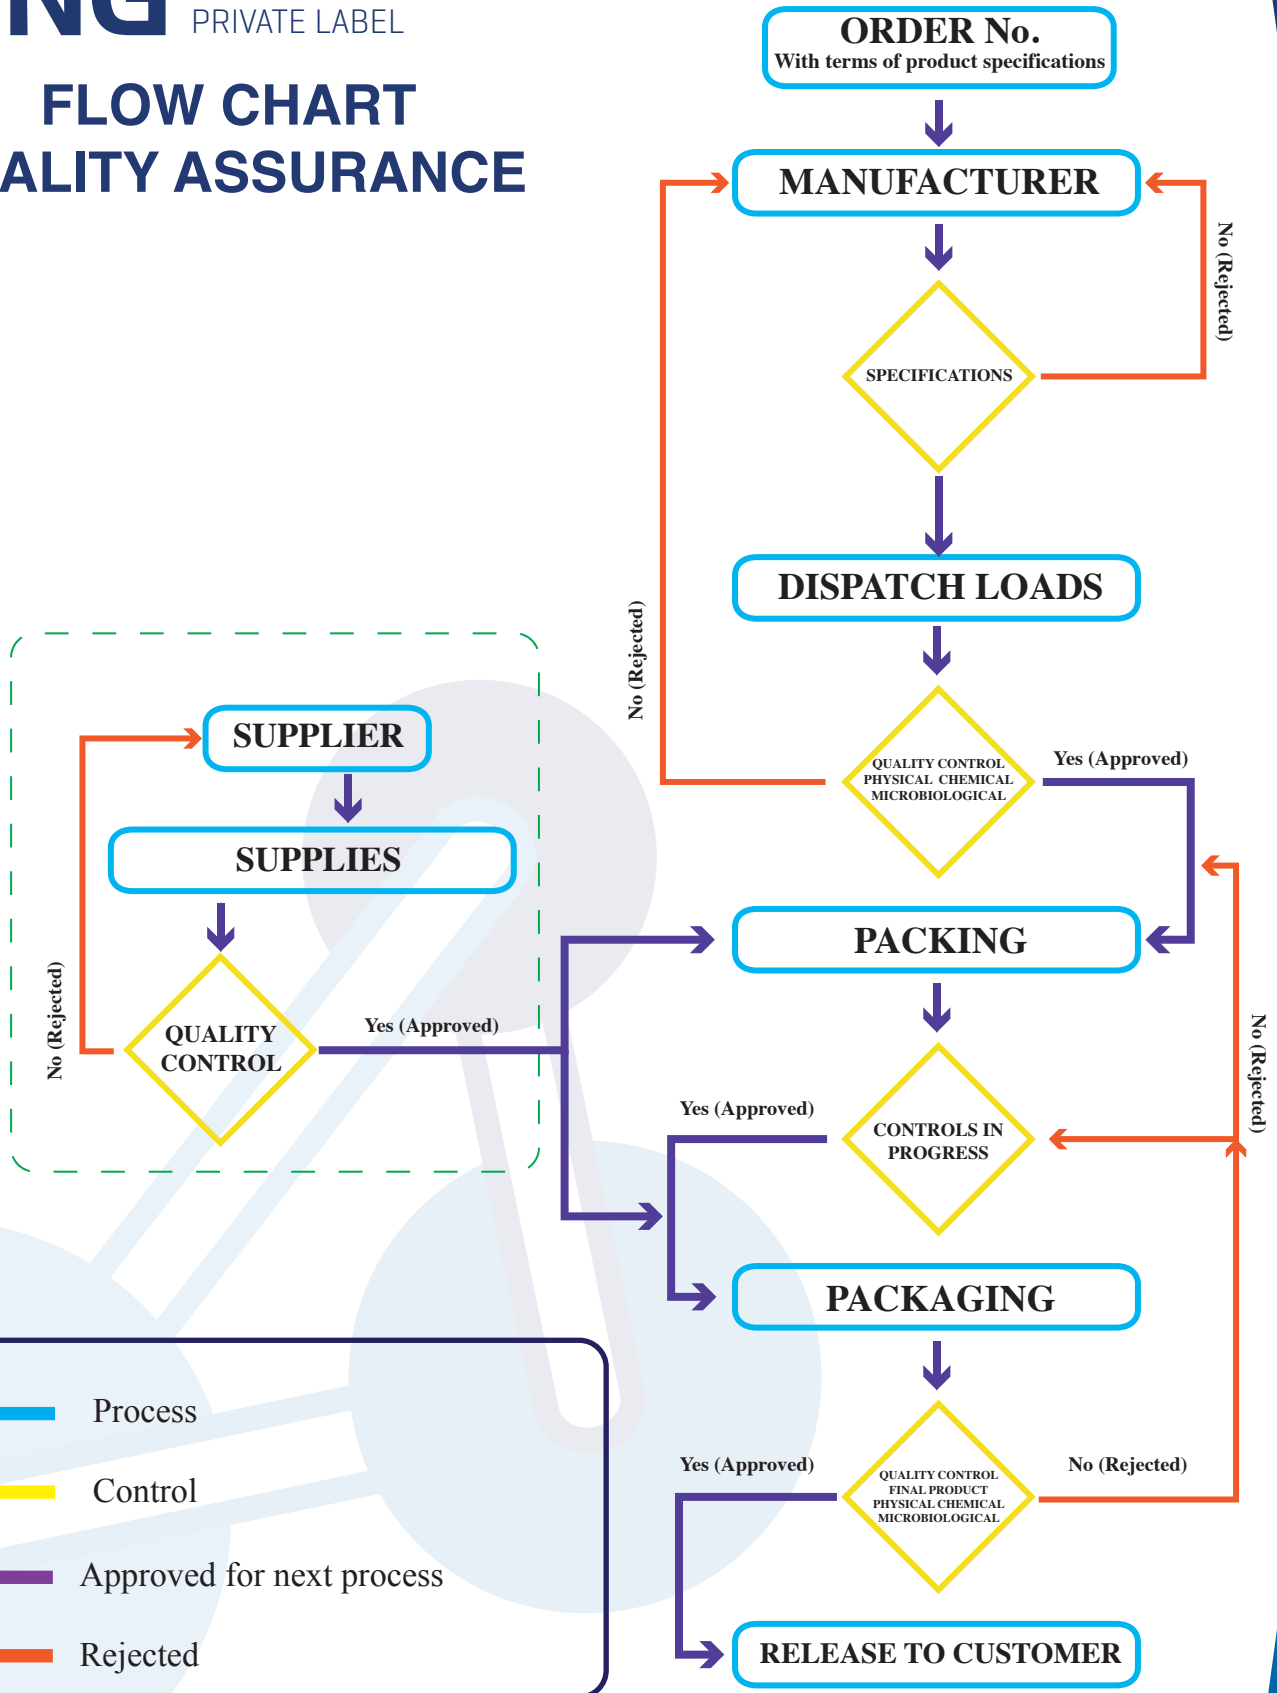 NG
PRIVATE LABEL
FLOW CHART
ALITY ASSURANCE
ORDER No.
With terms of product specifications
MANUFACTURER
No (Rejected)
SPECIFICATIONS
DISPATCH LOADS
No (Rejected)
QUALITY CONTROL
PHYSICAL CHEMICAL
MICROBIOLOGICAL
Yes (Approved)
SUPPLIER
SUPPLIES
No (Rejected)
QUALITY
CONTROL
Yes (Approved)
PACKING
No (Rejected)
Yes (Approved)
CONTROLS IN
PROGRESS
PACKAGING
Yes (Approved)
QUALITY CONTROL
FINAL PRODUCT
PHYSICAL CHEMICAL
MICROBIOLOGICAL
No (Rejected)
RELEASE TO CUSTOMER
Process
Control
Approved for next process
Rejected